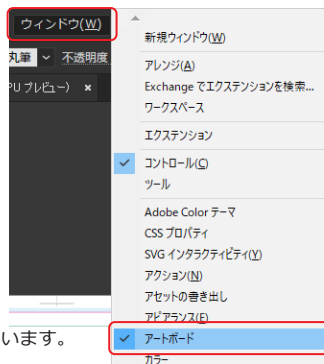 ウィンドウ(W)
丸筆
不透明度
PU プレビュー) ×
新規ウィンドウ(W)
アレンジ(A)
Exchange でエクステンションを検索...
ワークスペース
エクステンション
コントロール(C)
ツール
Adobe Color テーマ
CSS プロパティ
SVG インタラクティビティ(Y)
アクション(N)
アセットの書き出し
アピアランス(E)
アートボード
カラー
います。